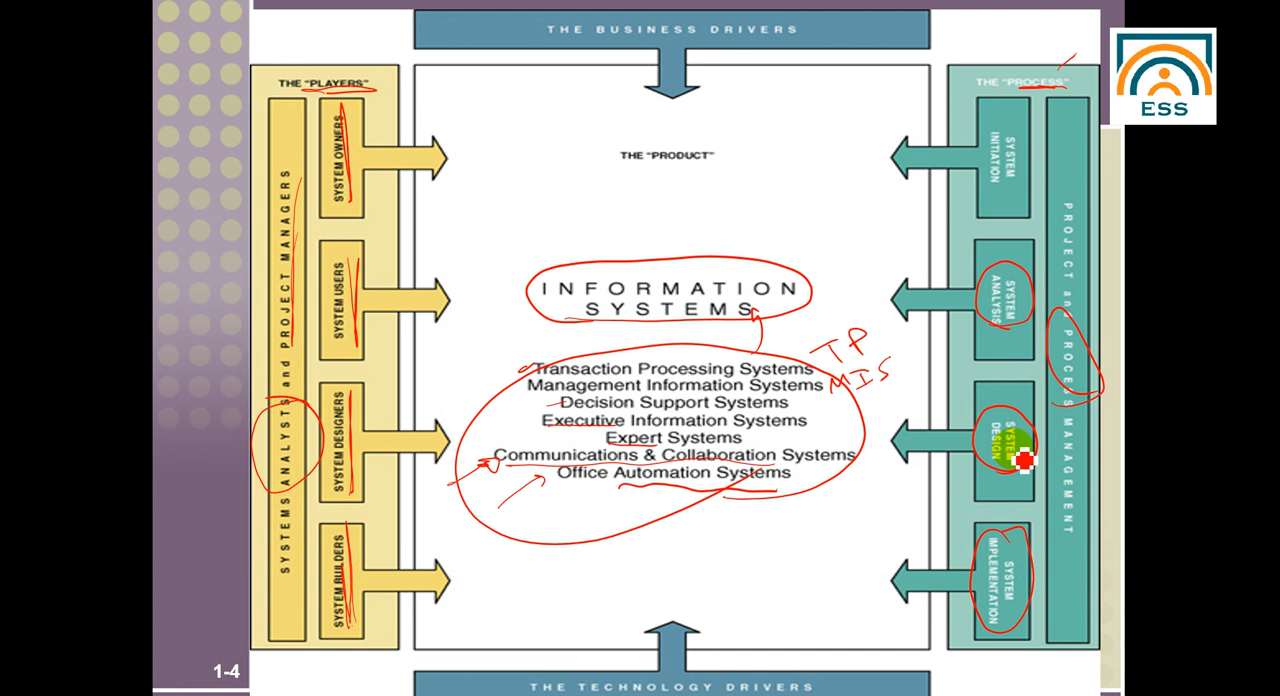 THE BUSINESS DRIVERS
ESS
THE "PLAYERS"
SYSTEMS ANALYSTS and PROJECT MANAGERS
SYSTEM OWNERS
SYSTEM USERS
SYSTEM DESIGNERS
SYSTEM BUILDERS
THE "PRODUCT"
INFORMATION
SYSTEMS
TP
MIS
Transaction Processing Systems
Management Information Systems
Decision Support Systems
Executive Information Systems
Expert Systems
Communications & Collaboration Systems
Office Automation Systems
THE "PROCESS"
SYSTEM
INITIATION
SYSTEM
ANALYSIS
SYSTEM
DESIGN
SYSTEM
IMPLEMENTATION
PROJECT and PROCESS MANAGEMENT
1-4
THE TECHNOLOGY DRIVERS